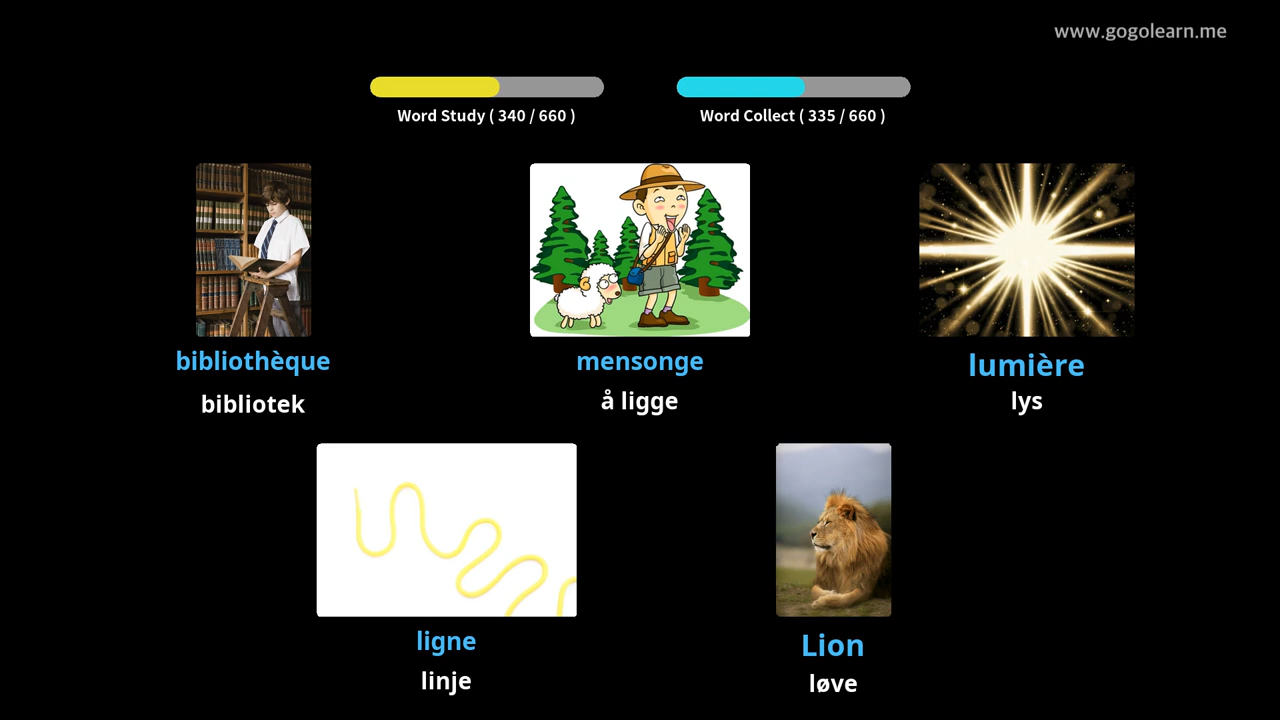 www.gogolearn.me
Word Study ( 340 / 660 )
Word Collect ( 335 / 660 )
bibliothèque
bibliotek
mensonge
å ligge
lumière
lys
ligne
linje
Lion
løve